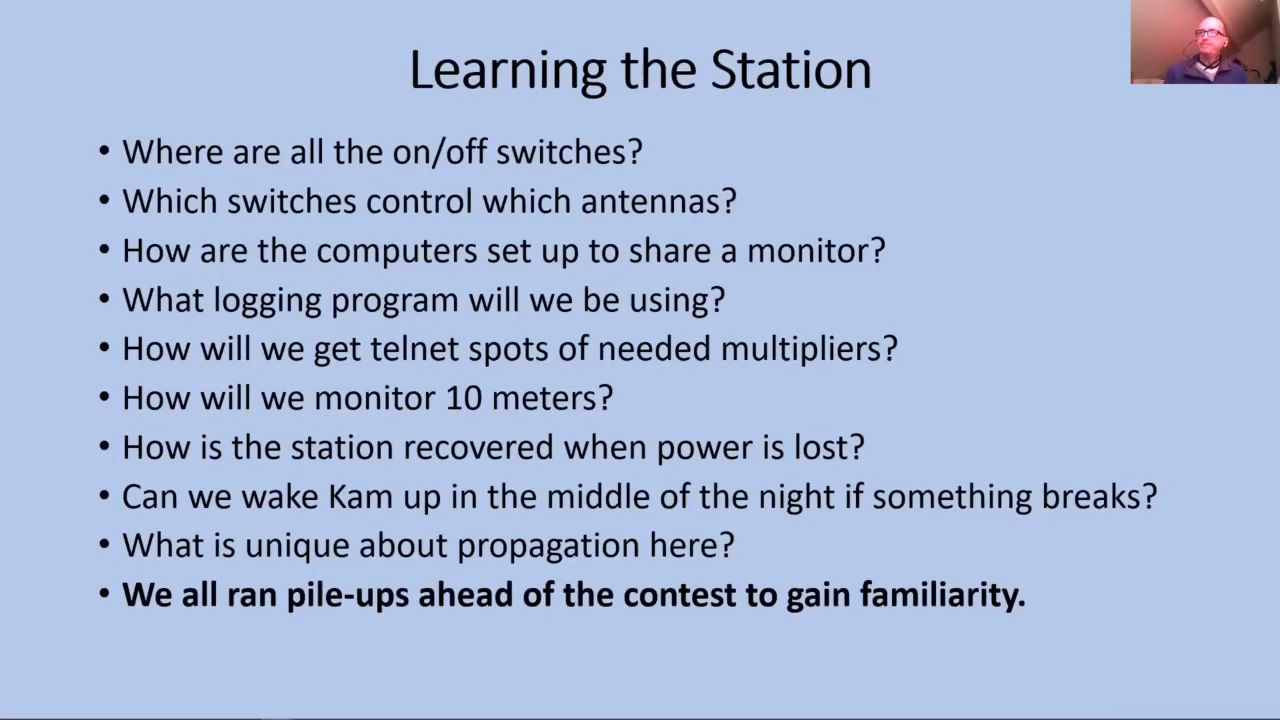 Learning the Station
• Where are all the on/off switches?
• Which switches control which antennas?
• How are the computers set up to share a monitor?
• What logging program will we be using?
• How will we get telnet spots of needed multipliers?
• How will we monitor 10 meters?
• How is the station recovered when power is lost?
• Can we wake Kam up in the middle of the night if something breaks?
• What is unique about propagation here?
• We all ran pile-ups ahead of the contest to gain familiarity.